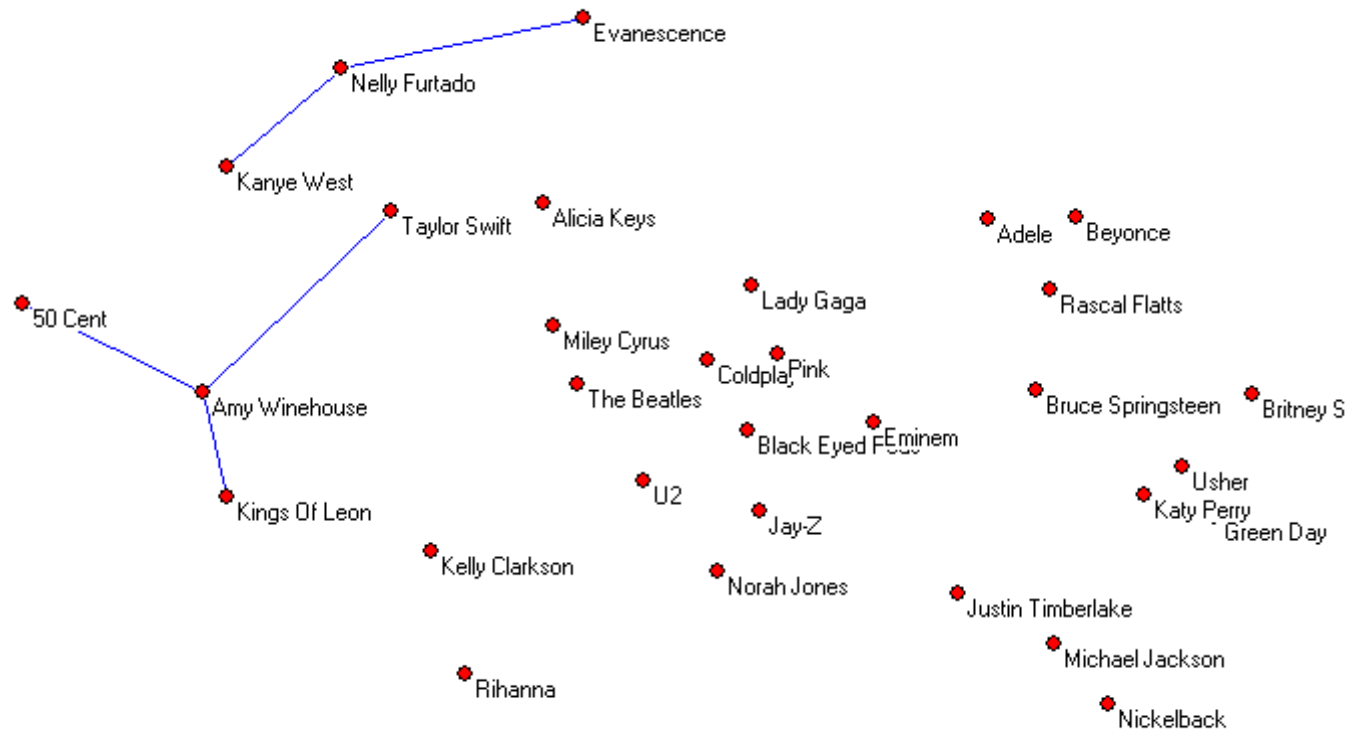 Evanescence
Nelly Furtado
Kanye West
Taylor Swift
Alicia Keys
Adele
Beyonce
Lady Gaga
Rascal Flatts
50 Cent
Miley Cyrus
Coldplay
Pink
The Beatles
Amy Winehouse
Bruce Springsteen
Britney S
Black Eyed
Eminem
Usher
U2
Katy Perry
Kings Of Leon
Jay-Z
Green Day
Kelly Clarkson
Norah Jones
Justin Timberlake
Michael Jackson
Rihanna
Nickelback